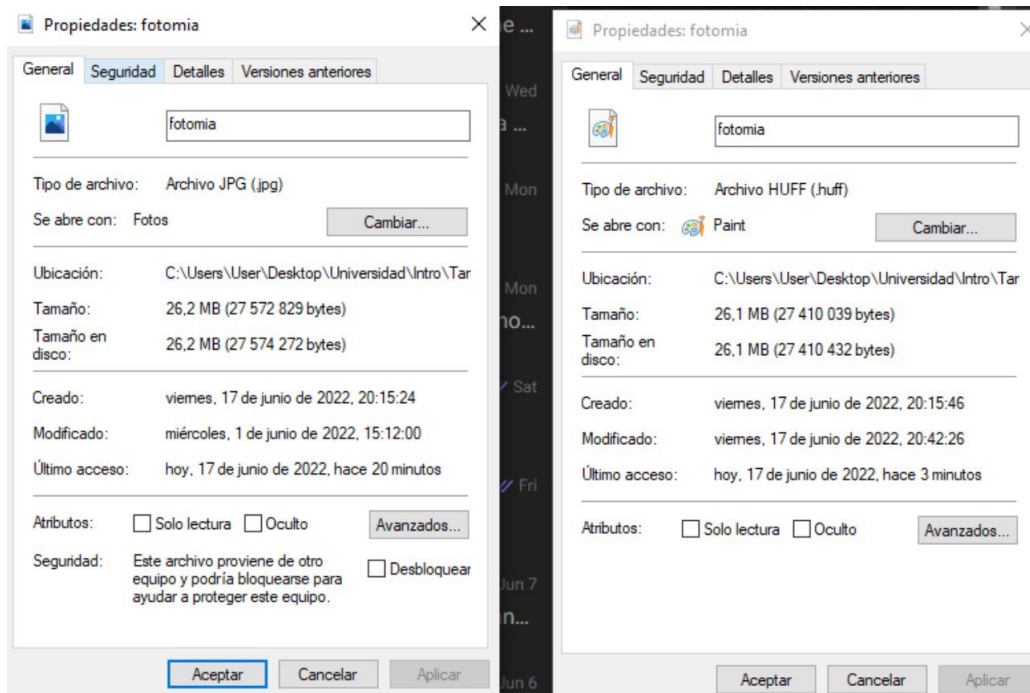 Propiedades: fotomia
General Seguridad Detalles Versiones anteriores
fotomia
Tipo de archivo: Archivo JPG (.jpg)
Se abre con: Fotos Cambiar...
Ubicación: C:\Users\User\Desktop\Universidad\Intro\Tar
Tamaño: 26,2 MB (27 572 829 bytes)
Tamaño en
disco: 26,2 MB (27 574 272 bytes)
Creado: viernes, 17 de junio de 2022, 20:15:24
Modificado: miércoles, 1 de junio de 2022, 15:12:00
Último acceso: hoy, 17 de junio de 2022, hace 20 minutos
Atributos: Solo lectura Oculto Avanzados...
Seguridad: Este archivo proviene de otro
equipo y podría bloquearse para
ayudar a proteger este equipo.
Desbloquear
Aceptar Cancelar Aplicar
Wed
Mon
Mon
Sat
Fri
Jun 7
Jun 6
Propiedades: fotomia
General Seguridad Detalles Versiones anteriores
fotomia
Tipo de archivo: Archivo HUFF (.huff)
Se abre con: Paint Cambiar...
Ubicación: C:\Users\User\Desktop\Universidad\Intro\Tar
Tamaño: 26,1 MB (27 410 039 bytes)
Tamaño en
disco: 26,1 MB (27 410 432 bytes)
Creado: viernes, 17 de junio de 2022, 20:15:46
Modificado: viernes, 17 de junio de 2022, 20:42:26
Último acceso: hoy, 17 de junio de 2022, hace 3 minutos
Atributos: Solo lectura Oculto Avanzados...
Aceptar Cancelar Aplicar